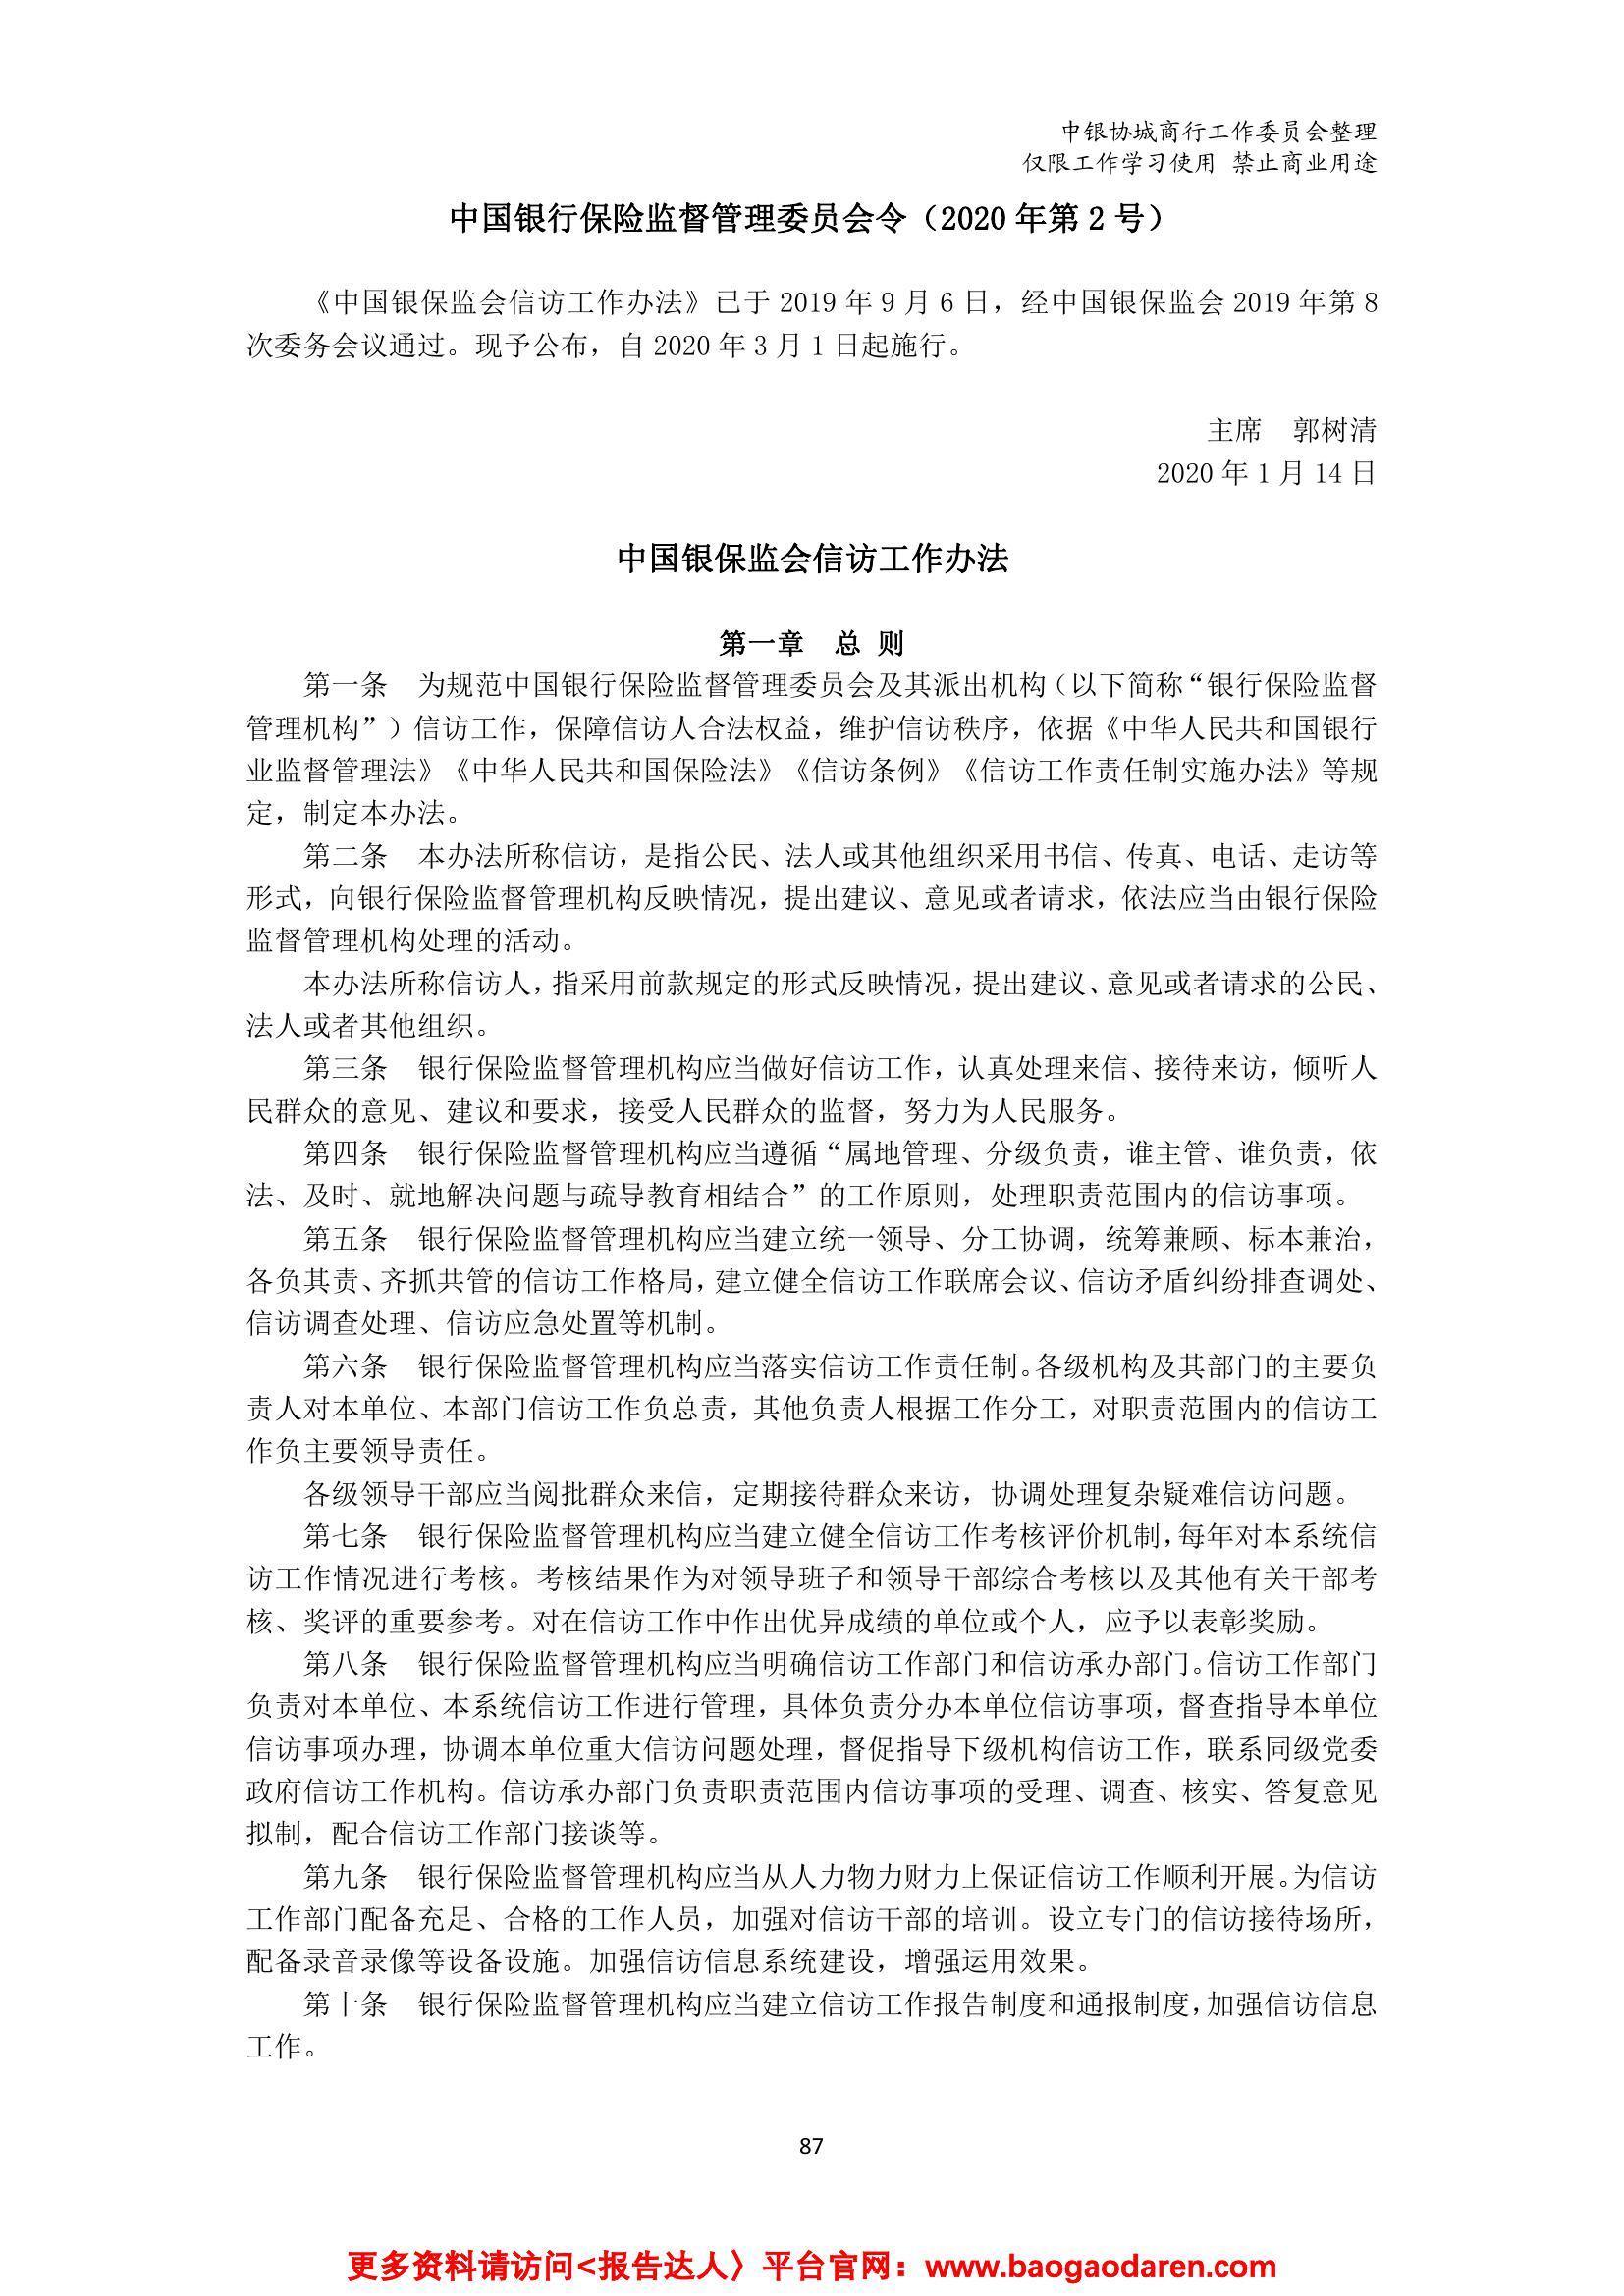 中银协城商行工作委员会整理
仅限工作学习使用 禁止商业用途
中国银行保险监督管理委员会令（2020 年第 2 号）
《中国银保监会信访工作办法》已于 2019 年 9 月 6 日，经中国银保监会 2019 年第 8
次委务会议通过。现予公布，自 2020 年 3 月 1 日起施行。
主席　郭树清
2020 年 1 月 14 日
中国银保监会信访工作办法
第一章　总 则
第一条　为规范中国银行保险监督管理委员会及其派出机构（以下简称“银行保险监督
管理机构”）信访工作，保障信访人合法权益，维护信访秩序，依据《中华人民共和国银行
业监督管理法》《中华人民共和国保险法》《信访条例》《信访工作责任制实施办法》等规
定，制定本办法。
第二条　本办法所称信访，是指公民、法人或其他组织采用书信、传真、电话、走访等
形式，向银行保险监督管理机构反映情况，提出建议、意见或者请求，依法应当由银行保险
监督管理机构处理的活动。
本办法所称信访人，指采用前款规定的形式反映情况，提出建议、意见或者请求的公民、
法人或者其他组织。
第三条　银行保险监督管理机构应当做好信访工作，认真处理来信、接待来访，倾听人
民群众的意见、建议和要求，接受人民群众的监督，努力为人民服务。
第四条　银行保险监督管理机构应当遵循“属地管理、分级负责，谁主管、谁负责，依
法、及时、就地解决问题与疏导教育相结合”的工作原则，处理职责范围内的信访事项。
第五条　银行保险监督管理机构应当建立统一领导、分工协调，统筹兼顾、标本兼治，
各负其责、齐抓共管的信访工作格局，建立健全信访工作联席会议、信访矛盾纠纷排查调处、
信访调查处理、信访应急处置等机制。
第六条　银行保险监督管理机构应当落实信访工作责任制。各级机构及其部门的主要负
责人对本单位、本部门信访工作负总责，其他负责人根据工作分工，对职责范围内的信访工
作负主要领导责任。
各级领导干部应当阅批群众来信，定期接待群众来访，协调处理复杂疑难信访问题。
第七条　银行保险监督管理机构应当建立健全信访工作考核评价机制，每年对本系统信
访工作情况进行考核。考核结果作为对领导班子和领导干部综合考核以及其他有关干部考
核、奖评的重要参考。对在信访工作中作出优异成绩的单位或个人，应予以表彰奖励。
第八条　银行保险监督管理机构应当明确信访工作部门和信访承办部门。信访工作部门
负责对本单位、本系统信访工作进行管理，具体负责分办本单位信访事项，督查指导本单位
信访事项办理，协调本单位重大信访问题处理，督促指导下级机构信访工作，联系同级党委
政府信访工作机构。信访承办部门负责职责范围内信访事项的受理、调查、核实、答复意见
拟制，配合信访工作部门接谈等。
第九条　银行保险监督管理机构应当从人力物力财力上保证信访工作顺利开展。为信访
工作部门配备充足、合格的工作人员，加强对信访干部的培训。设立专门的信访接待场所，
配备录音录像等设备设施。加强信访信息系统建设，增强运用效果。
第十条　银行保险监督管理机构应当建立信访工作报告制度和通报制度，加强信访信息
工作。
87
更多资料请访问<报告达人〉平台官网：www.baogaodaren.com